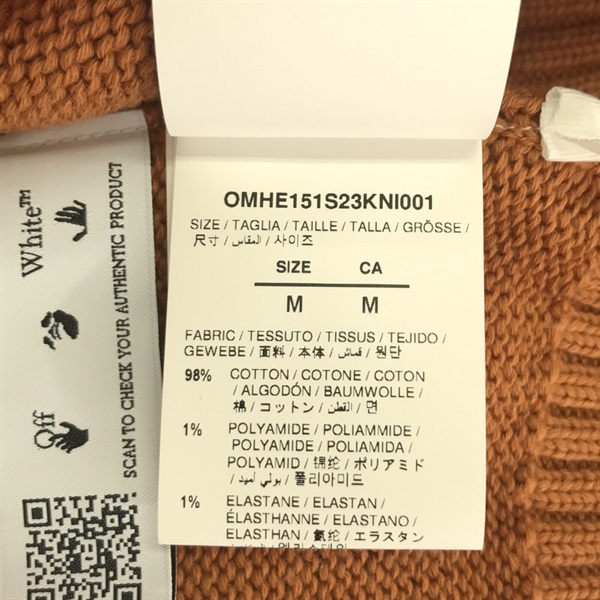 OMHE151S23KNI001
SIZE / TAGLIA / TAILLE / TALLA / GRÖSSE /
尺寸 / المقاس / 사이즈
SIZE CA
M M
FABRIC / TESSUTO / TISSUS / TEJIDO /
GEWEBE / 面料 / 本体 / قماش / 원단
98% COTTON / COTONE / COTON
/ ALGODÓN / BAUMWOLLE /
棉 / コットン / القطن / 면
1% POLYAMIDE / POLIAMMIDE /
POLYAMIDE / POLIAMIDA /
POLYAMID / 锦纶 / ポリアミド
/ بولي أميد / 폴리아미드
1% ELASTANE / ELASTAN /
ÉLASTHANNE / ELASTANO /
ELASTHAN / 氨纶 / エラスタン
Off White™
SCAN TO CHECK YOUR AUTHENTIC PRODUCT